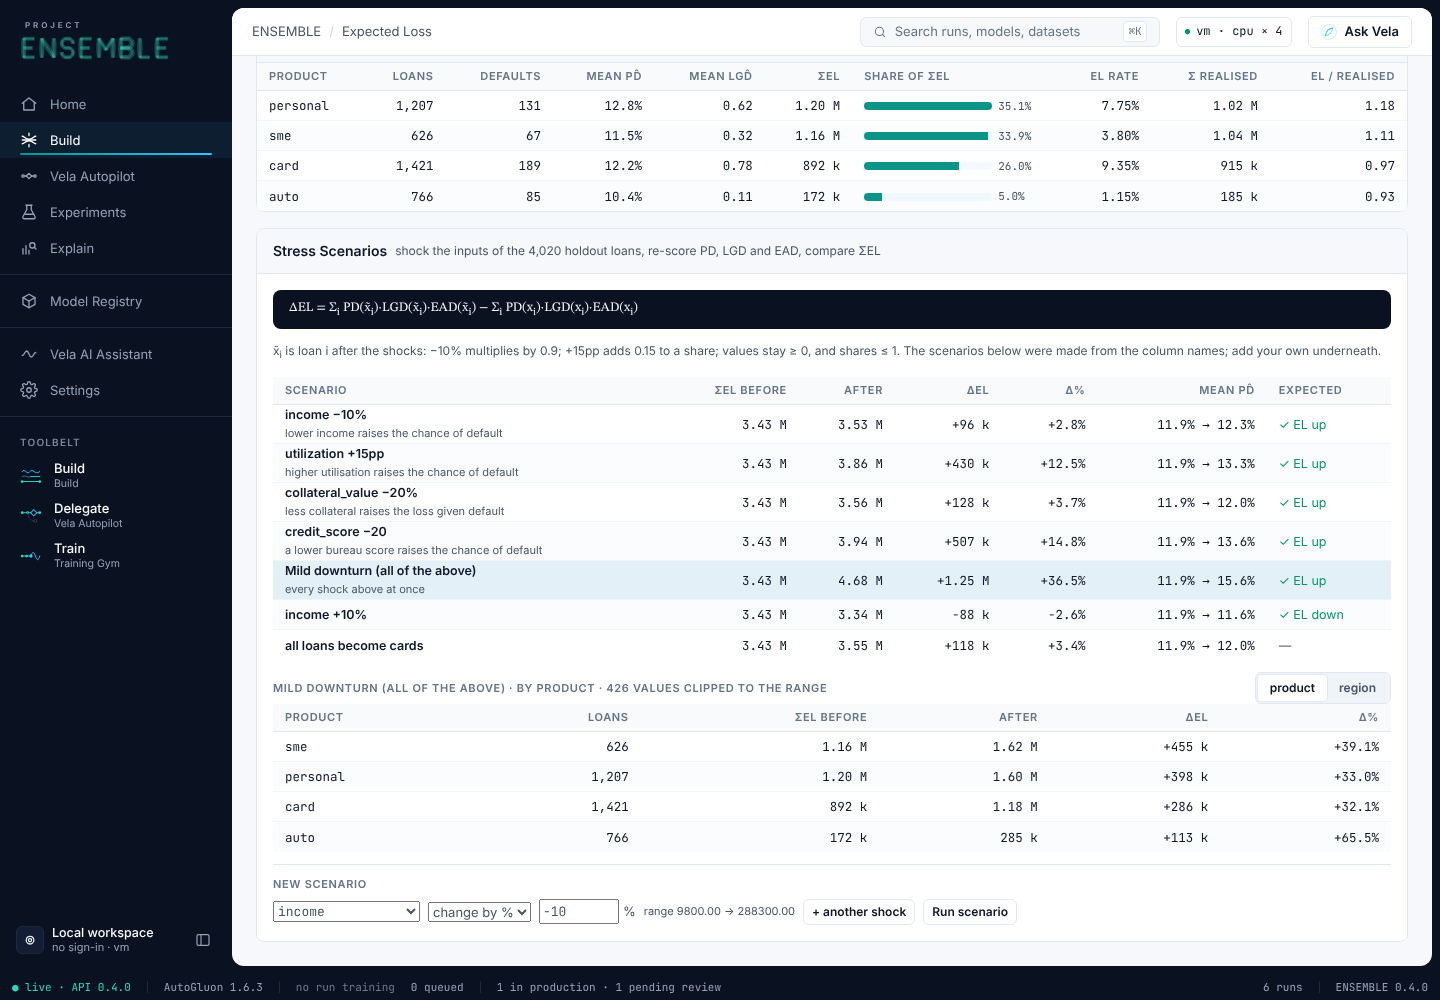 PROJECT
ENSEMBLE
Home
Build
Vela Autopilot
Experiments
Explain
Model Registry
Vela AI Assistant
Settings
TOOLBELT
Build
Build
Delegate
Vela Autopilot
Train
Training Gym
Local workspace
no sign-in · vm
ENSEMBLE / Expected Loss
Search runs, models, datasets ⌘K
vm · cpu × 4
Ask Vela
PRODUCT LOANS DEFAULTS MEAN PD̂ MEAN LGD̂ ΣEL SHARE OF ΣEL EL RATE Σ REALISED EL / REALISED
personal 1,207 131 12.8% 0.62 1.20 M 35.1% 7.75% 1.02 M 1.18
sme 626 67 11.5% 0.32 1.16 M 33.9% 3.80% 1.04 M 1.11
card 1,421 189 12.2% 0.78 892 k 26.0% 9.35% 915 k 0.97
auto 766 85 10.4% 0.11 172 k 5.0% 1.15% 185 k 0.93
Stress Scenarios shock the inputs of the 4,020 holdout loans, re-score PD, LGD and EAD, compare ΣEL
ΔEL = Σᵢ PD(x̃ᵢ)·LGD(x̃ᵢ)·EAD(x̃ᵢ) − Σᵢ PD(xᵢ)·LGD(xᵢ)·EAD(xᵢ)
x̃ᵢ is loan i after the shocks: −10% multiplies by 0.9; +15pp adds 0.15 to a share; values stay ≥ 0, and shares ≤ 1. The scenarios below were made from the column names; add your own underneath.
SCENARIO ΣEL BEFORE AFTER ΔEL Δ% MEAN PD̂ EXPECTED
income −10%
lower income raises the chance of default
3.43 M 3.53 M +96 k +2.8% 11.9% → 12.3% ✓ EL up
utilization +15pp
higher utilisation raises the chance of default
3.43 M 3.86 M +430 k +12.5% 11.9% → 13.3% ✓ EL up
collateral_value −20%
less collateral raises the loss given default
3.43 M 3.56 M +128 k +3.7% 11.9% → 12.0% ✓ EL up
credit_score −20
a lower bureau score raises the chance of default
3.43 M 3.94 M +507 k +14.8% 11.9% → 13.6% ✓ EL up
Mild downturn (all of the above)
every shock above at once
3.43 M 4.68 M +1.25 M +36.5% 11.9% → 15.6% ✓ EL up
income +10% 3.43 M 3.34 M -88 k -2.6% 11.9% → 11.6% ✓ EL down
all loans become cards 3.43 M 3.55 M +118 k +3.4% 11.9% → 12.0% —
MILD DOWNTURN (ALL OF THE ABOVE) · BY PRODUCT · 426 VALUES CLIPPED TO THE RANGE
product region
PRODUCT LOANS ΣEL BEFORE AFTER ΔEL Δ%
sme 626 1.16 M 1.62 M +455 k +39.1%
personal 1,207 1.20 M 1.60 M +398 k +33.0%
card 1,421 892 k 1.18 M +286 k +32.1%
auto 766 172 k 285 k +113 k +65.5%
NEW SCENARIO
income change by % -10 % range 9800.00 → 288300.00 + another shock Run scenario
live · API 0.4.0 AutoGluon 1.6.3 no run training 0 queued 1 in production · 1 pending review 6 runs ENSEMBLE 0.4.0